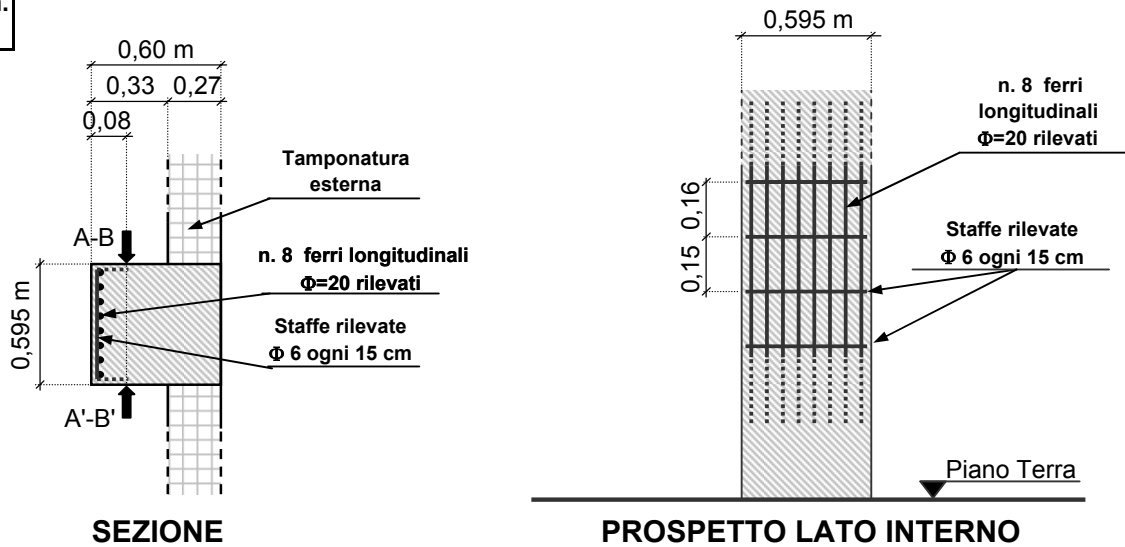 0,60 m
0,33
0,27
0,08
Tamponatura
esterna
A-B
n. 8 ferri longitudinali
Φ=20 rilevati
0,595 m
Staffe rilevate
Φ 6 ogni 15 cm
A'-B'
SEZIONE
0,595 m
n. 8 ferri
longitudinali
Φ=20 rilevati
0,16
0,15
Staffe rilevate
Φ 6 ogni 15 cm
Piano Terra
PROSPETTO LATO INTERNO